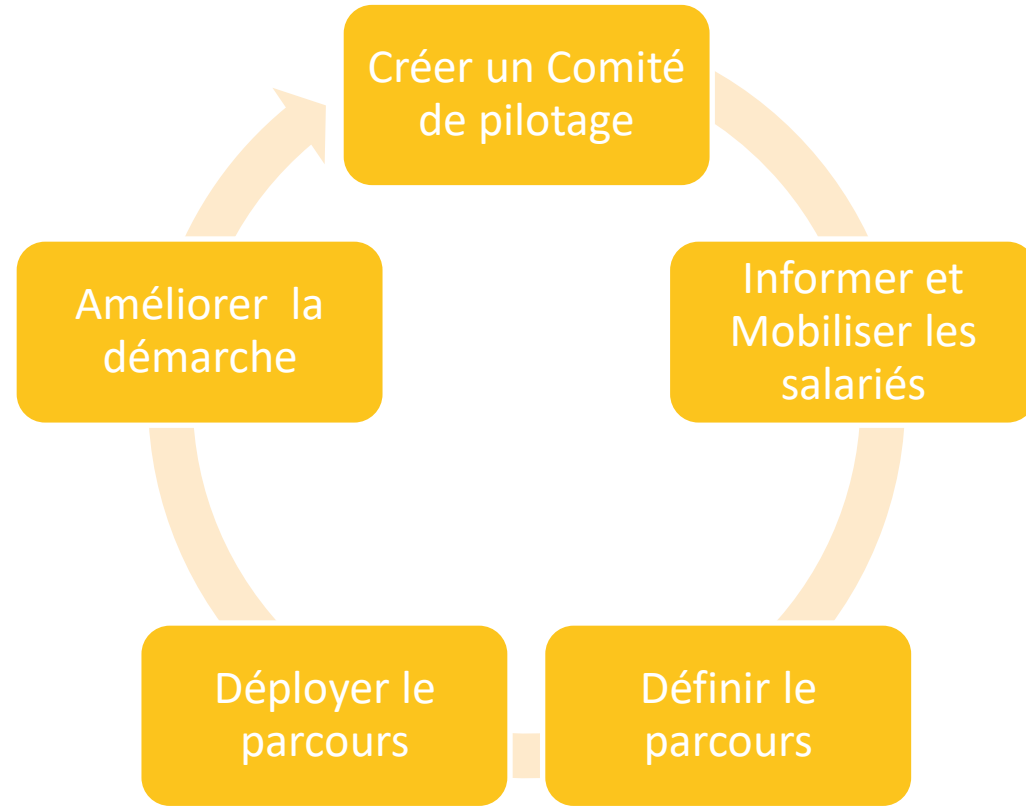 Créer un Comité
de pilotage
Informer et
Mobiliser les
salariés
Définir le
parcours
Déployer le
parcours
Améliorer  la
démarche